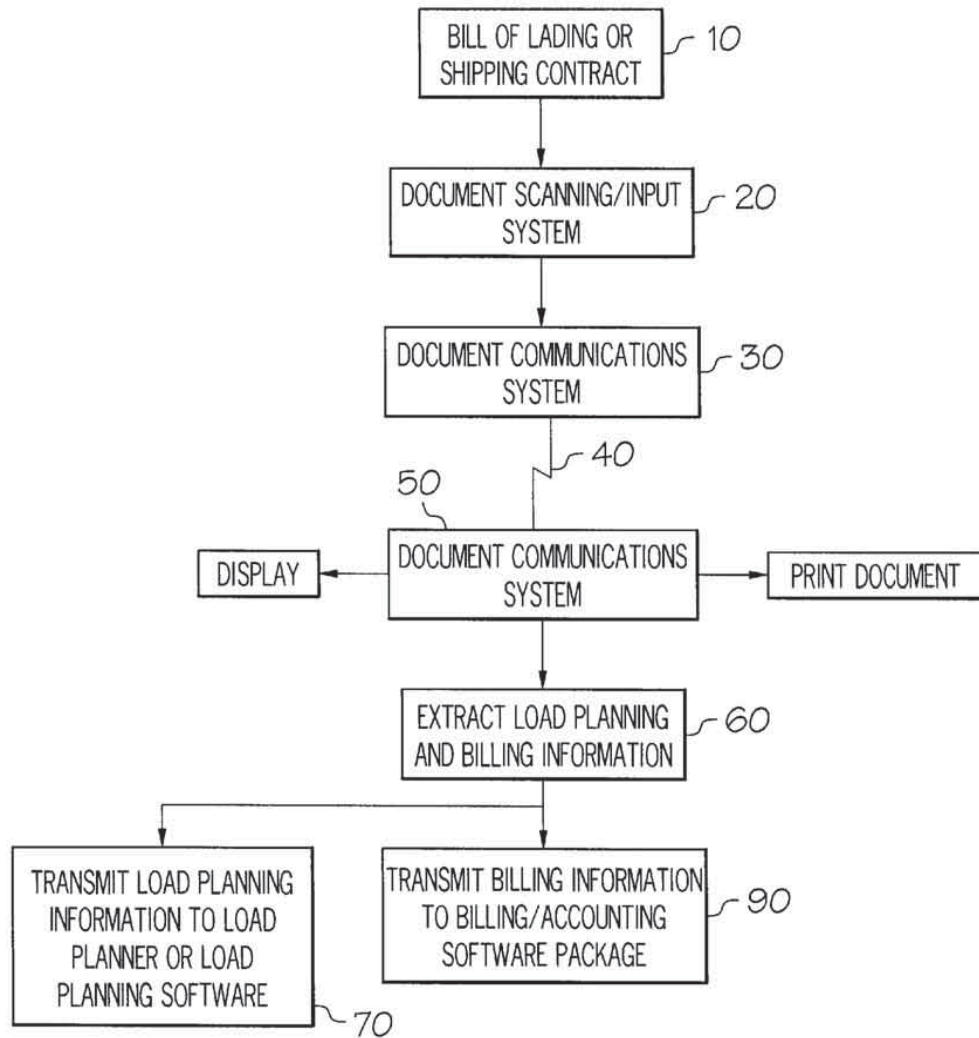 BILL OF LADING OR
SHIPPING CONTRACT
10
DOCUMENT SCANNING/INPUT
SYSTEM
20
DOCUMENT COMMUNICATIONS
SYSTEM
30
40
50
DISPLAY
DOCUMENT COMMUNICATIONS
SYSTEM
PRINT DOCUMENT
EXTRACT LOAD PLANNING
AND BILLING INFORMATION
60
TRANSMIT LOAD PLANNING
INFORMATION TO LOAD
PLANNER OR LOAD
PLANNING SOFTWARE
70
TRANSMIT BILLING INFORMATION
TO BILLING/ACCOUNTING
SOFTWARE PACKAGE
90